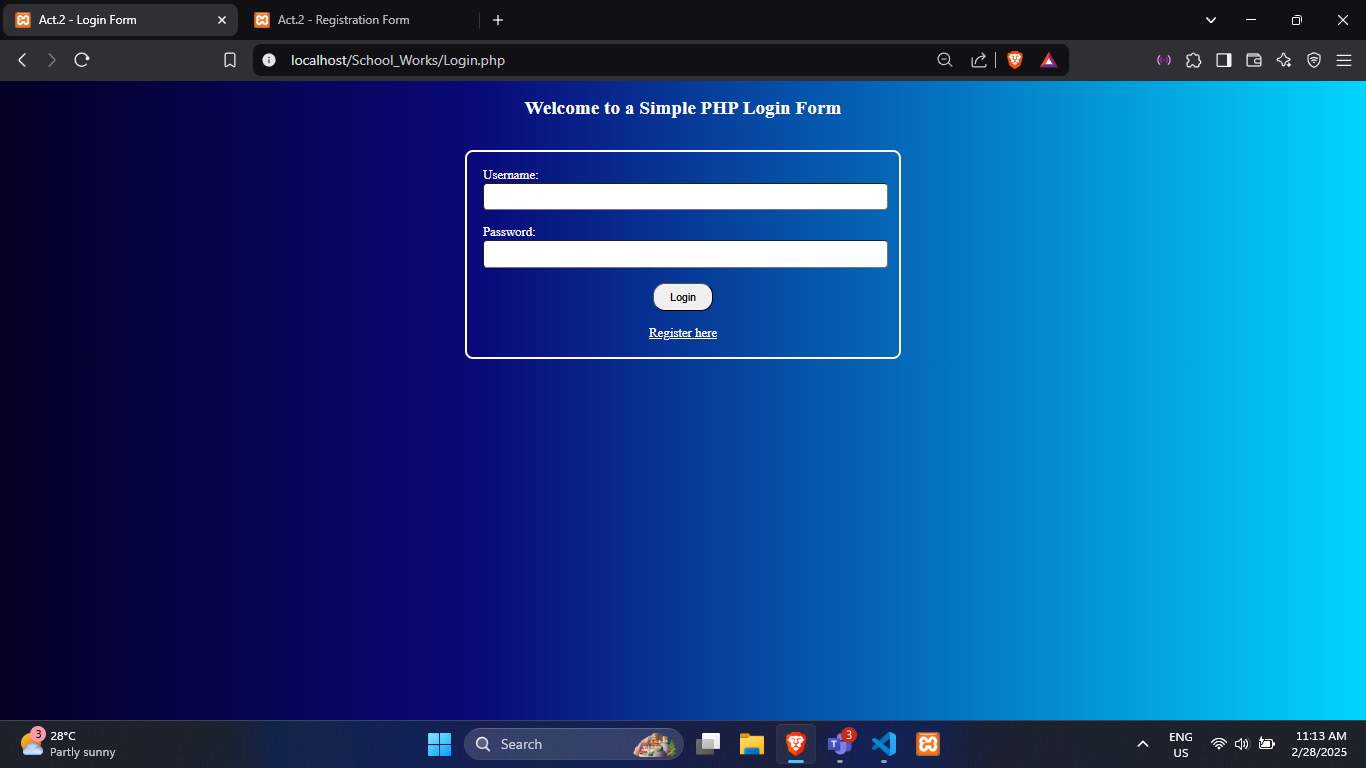 Act.2 - Login Form
Act.2 - Registration Form
localhost/School_Works/Login.php
Welcome to a Simple PHP Login Form
Username:
Password:
Login
Register here
3
28°C
Partly sunny
Search
3
ENG
US
11:13 AM
2/28/2025